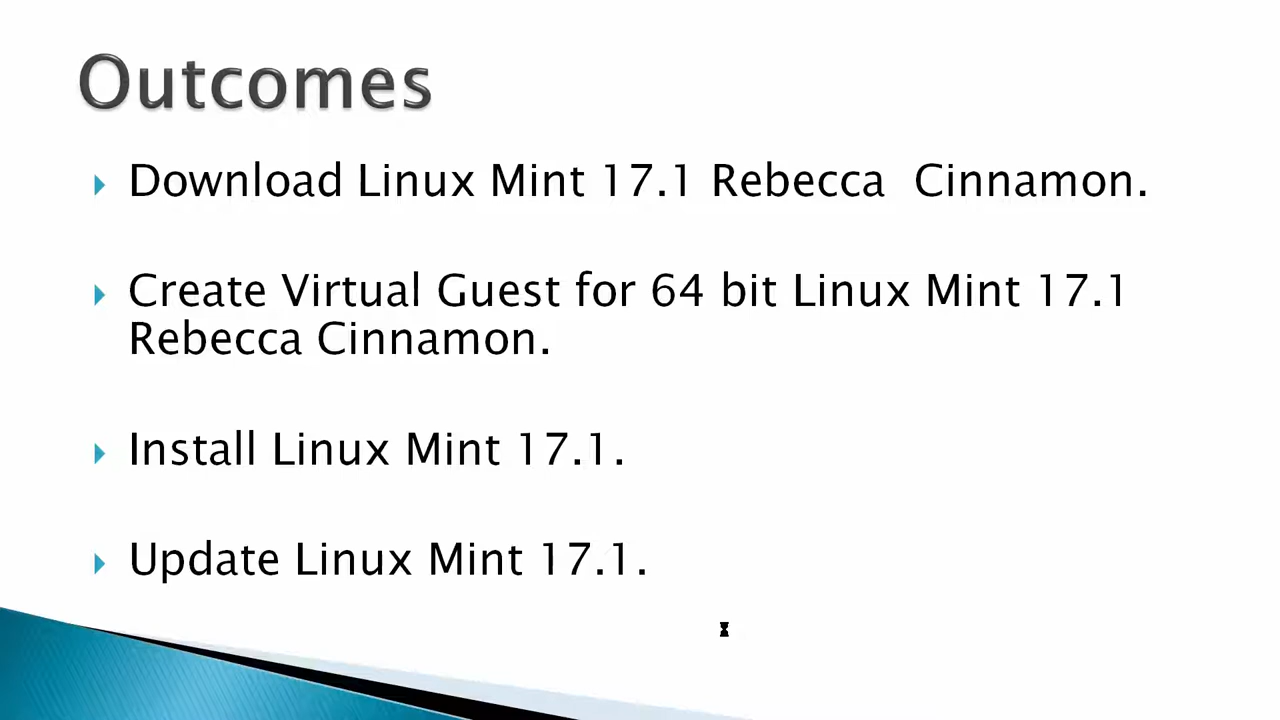 Outcomes
Download Linux Mint 17.1 Rebecca  Cinnamon.
Create Virtual Guest for 64 bit Linux Mint 17.1
Rebecca Cinnamon.
Install Linux Mint 17.1.
Update Linux Mint 17.1.